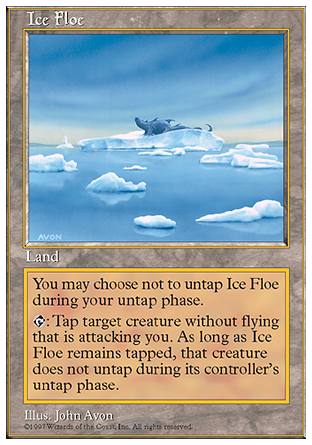 Ice Floe
AVON
Land
You may choose not to untap Ice Floe
during your untap phase.
: Tap target creature without flying
that is attacking you. As long as Ice
Floe remains tapped, that creature
does not untap during its controller's
untap phase.
Illus. John Avon
©1997 Wizards of the Coast, Inc. All rights reserved.